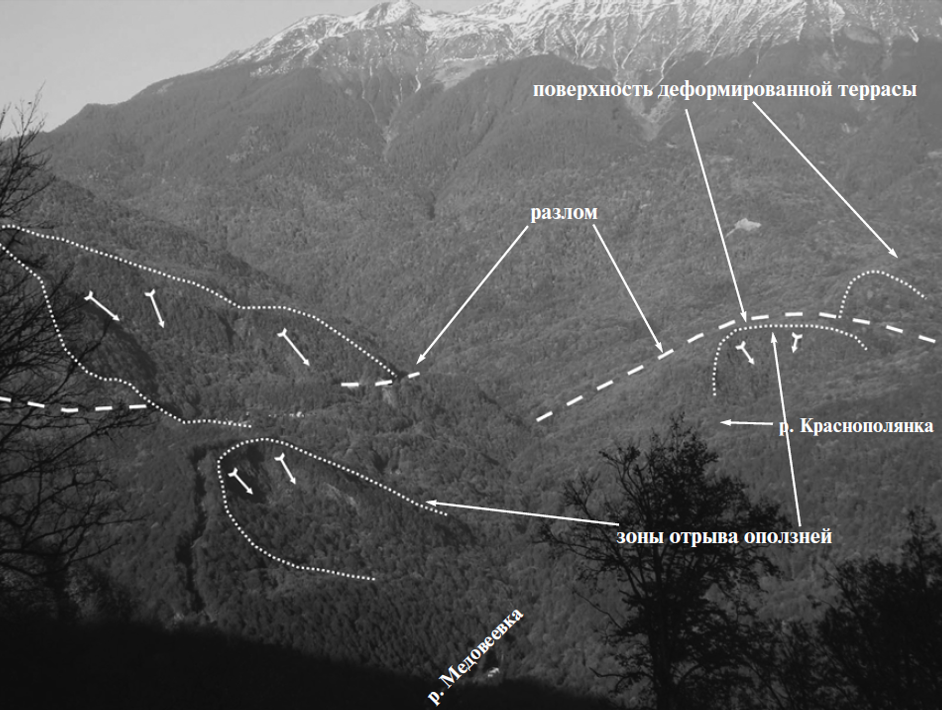 поверхность деформированной террасы
разлом
р. Краснополянка
зоны отрыва оползней
р. Медовеевка